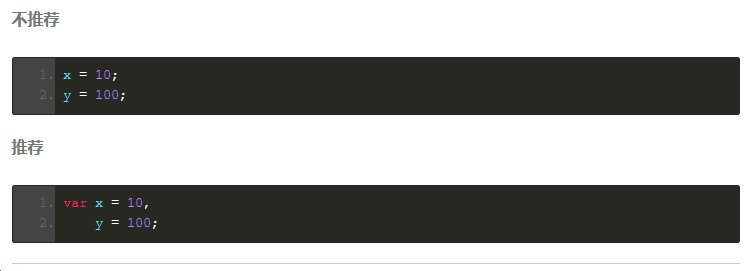 不推荐
1. x = 10;
2. y = 100;
推荐
1. var x = 10,
2.     y = 100;